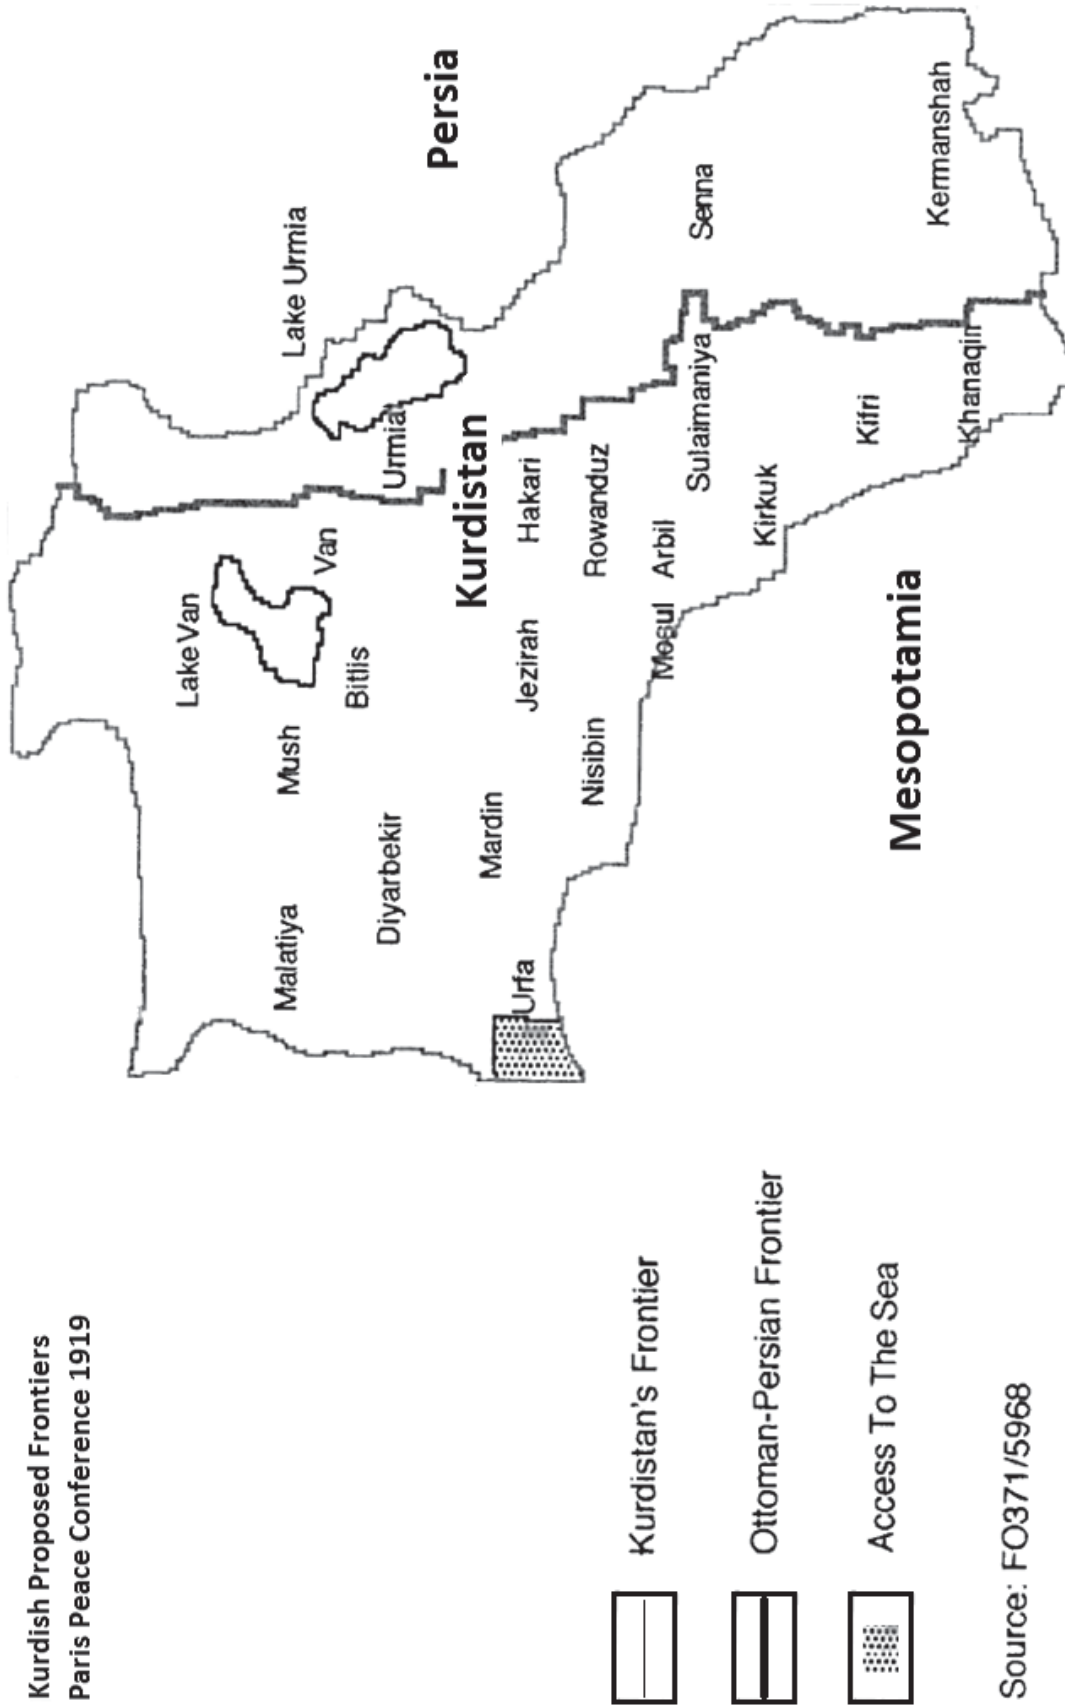 Kurdish Proposed Frontiers
Paris Peace Conference 1919
Lake Van
Malatiya
Mush
Lake Urmia
Van
Bitlis
Diyarbekir
Urmia
Persia
Kurdistan
Mardin
Urfa
Jezirah
Hakari
Nisibin
Rowanduz
Mosul
Arbil
Sulaimaniya
Senna
Kirkuk
Kifri
Mesopotamia
Kermanshah
Khanaqin
Kurdistan's Frontier
Ottoman-Persian Frontier
Access To The Sea
Source: FO371/5968